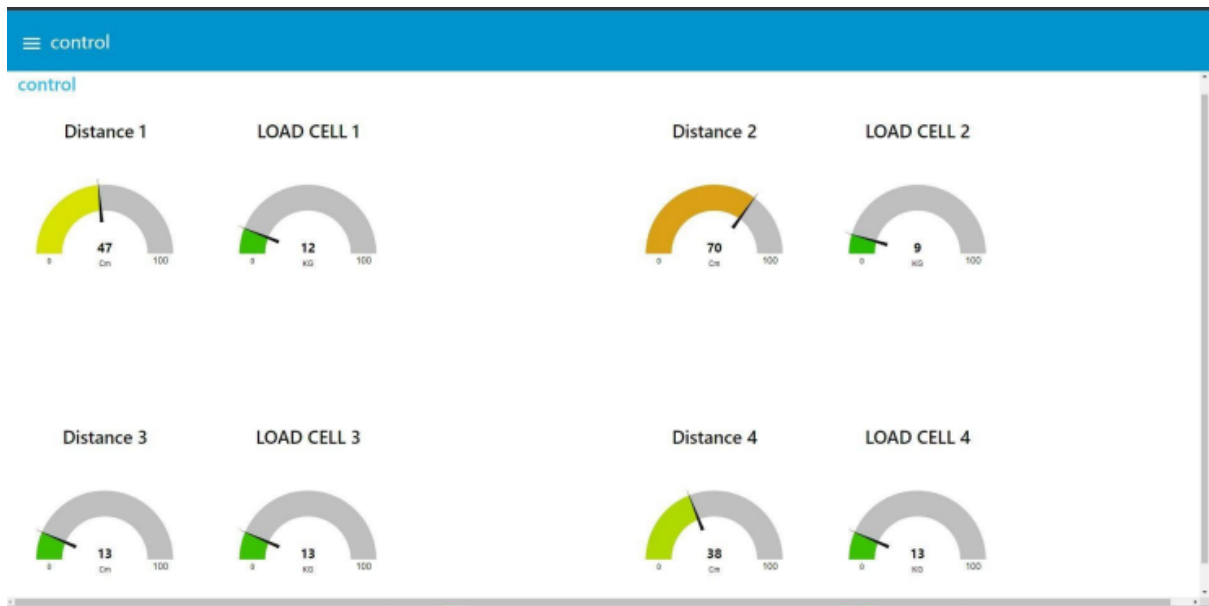 ≡ control
control
Distance 1
LOAD CELL 1
Distance 2
LOAD CELL 2
47
0 Cm 100
12
0 KG 100
70
0 Cm 100
9
0 KG 100
Distance 3
LOAD CELL 3
Distance 4
LOAD CELL 4
13
0 Cm 100
13
0 KG 100
38
0 Cm 100
13
0 KG 100